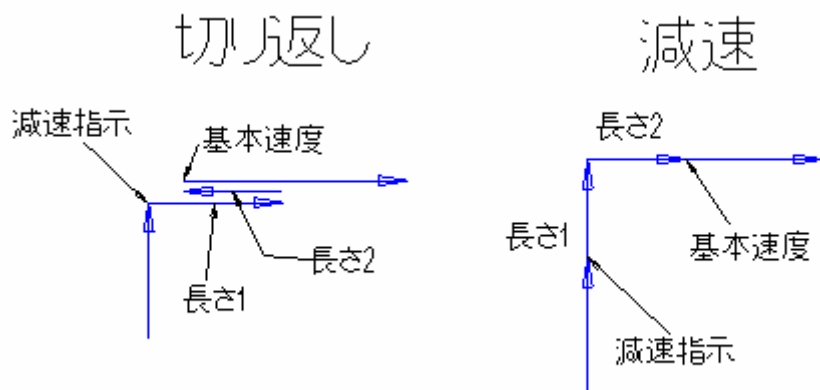 切り返し
減速指示
基本速度
長さ2
長さ1
減速
長さ2
長さ1
基本速度
減速指示